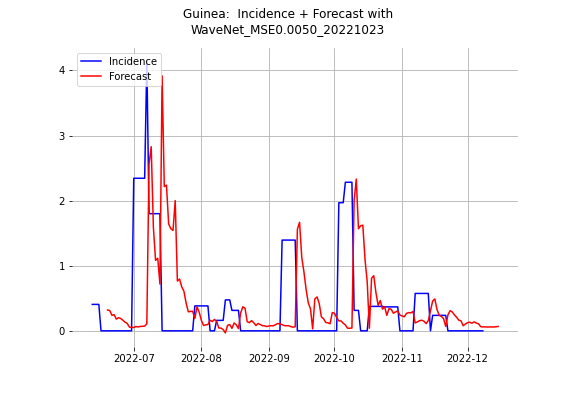 Guinea:  Incidence + Forecast with
WaveNet_MSE0.0050_20221023
Incidence
Forecast
4
3
2
1
0
2022-07 2022-08 2022-09 2022-10 2022-11 2022-12